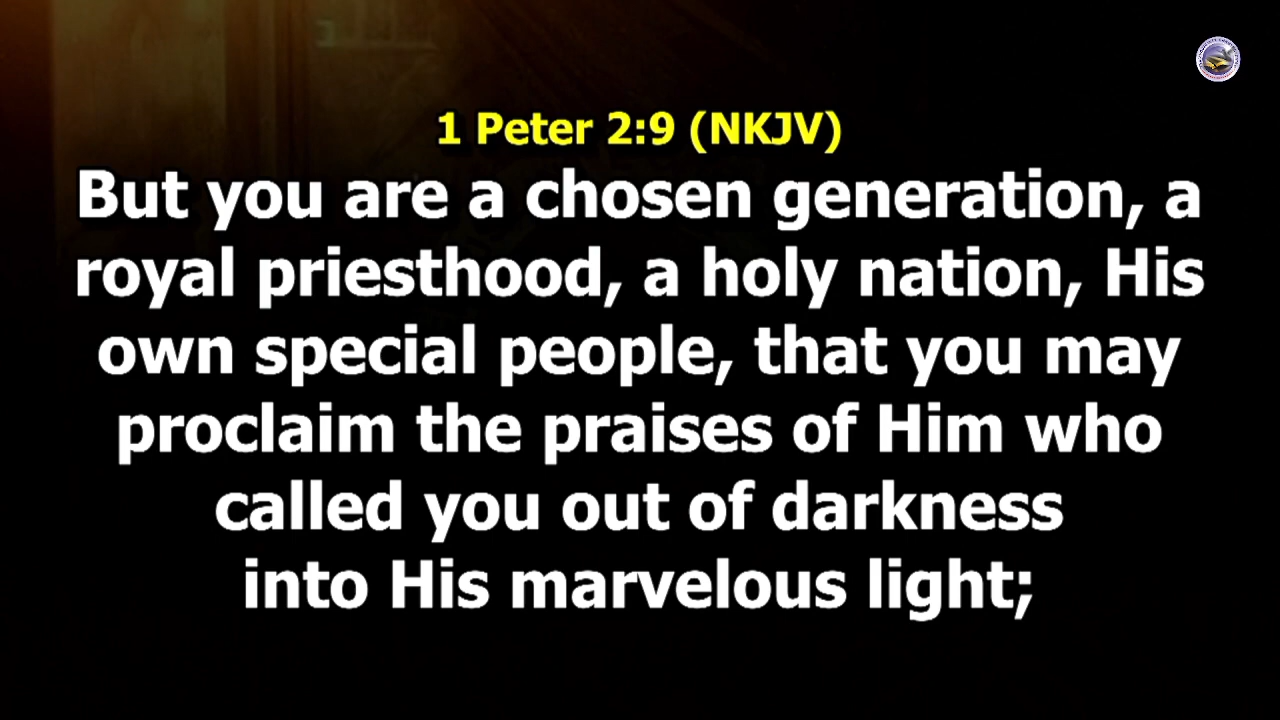 1 Peter 2:9 (NKJV)
But you are a chosen generation, a
royal priesthood, a holy nation, His
own special people, that you may
proclaim the praises of Him who
called you out of darkness
into His marvelous light;